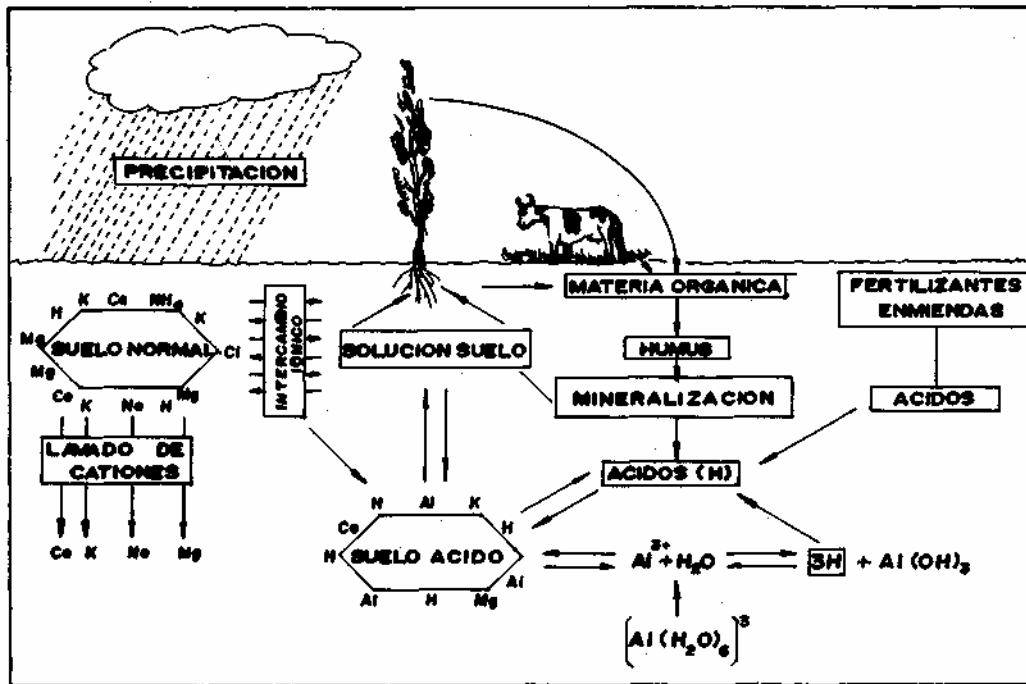 PRECIPITACION
MATERIA ORGANICA
FERTILIZANTES
ENMIENDAS
H K Ca NH4 K
Mg SUELO NORMAL Cl
Mg Ca K Na H Mg
INTERCAMBIO
IONICO
SOLUCION SUELO
HUMUS
MINERALIZACION
ACIDOS
LAVADO DE
CATIONES
Ca K Na Mg
ACIDOS (H)
H Al K
Ca H
H SUELO ACIDO
Al H Mg Al
Al3+ + H2O
3H + Al(OH)3
[Al(H2O)6]3